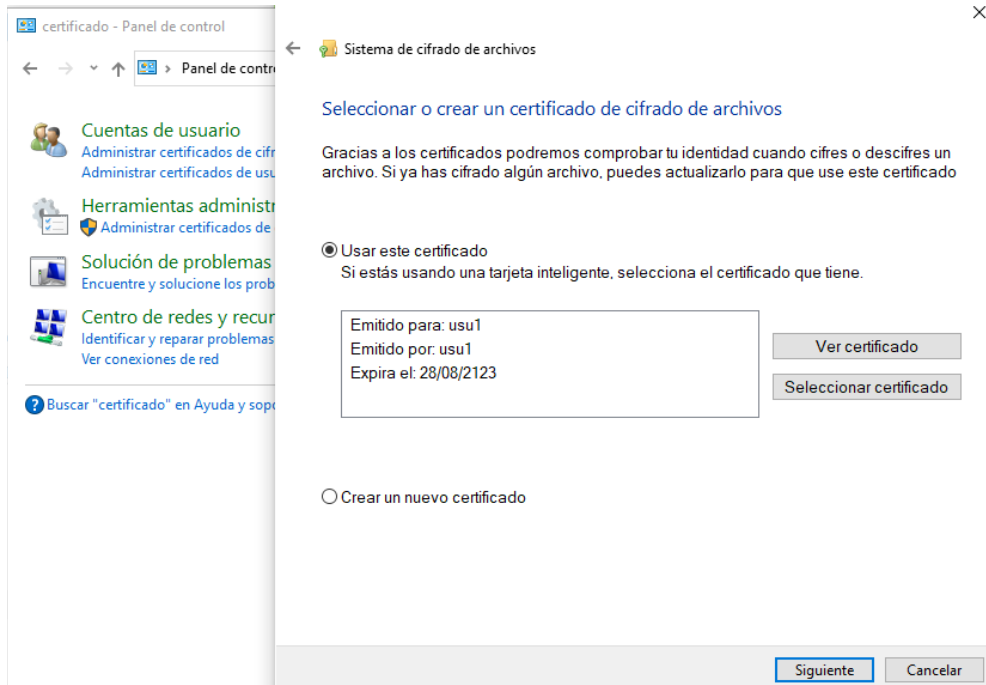 certificado - Panel de control
Panel de contr
Cuentas de usuario
Administrar certificados de cifr
Administrar certificados de usu
Herramientas administr
Administrar certificados de
Solución de problemas
Encuentre y solucione los prob
Centro de redes y recur
Identificar y reparar problemas
Ver conexiones de red
Buscar "certificado" en Ayuda y sopo
Sistema de cifrado de archivos
Seleccionar o crear un certificado de cifrado de archivos
Gracias a los certificados podremos comprobar tu identidad cuando cifres o descifres un
archivo. Si ya has cifrado algún archivo, puedes actualizarlo para que use este certificado
Usar este certificado
Si estás usando una tarjeta inteligente, selecciona el certificado que tiene.
Emitido para: usu1
Emitido por: usu1
Expira el: 28/08/2123
Ver certificado
Seleccionar certificado
Crear un nuevo certificado
Siguiente
Cancelar